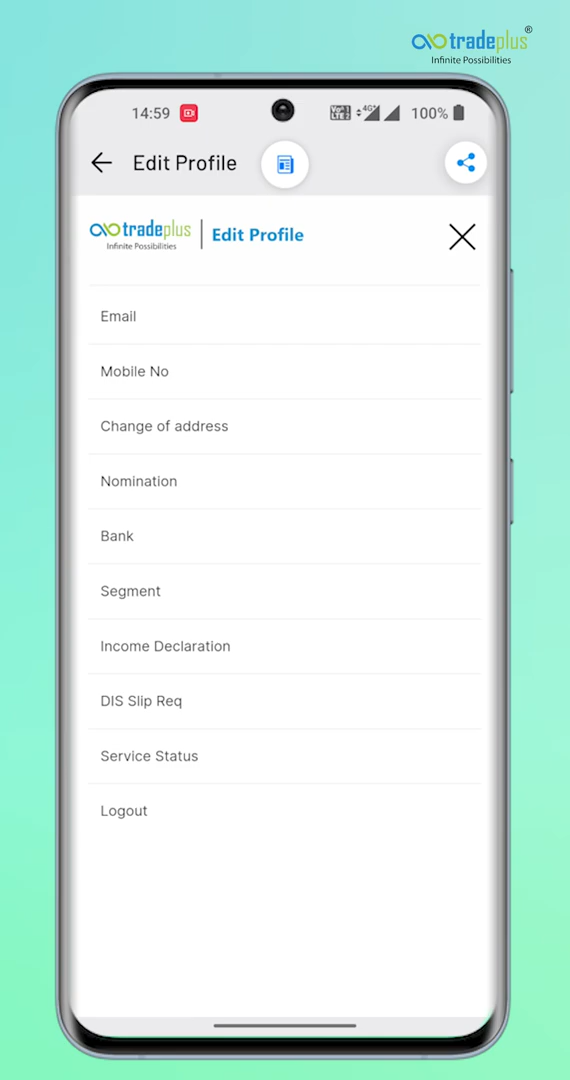 tradeplus®
Infinite Possibilities
14:59 4G+ 100%
Edit Profile
tradeplus | Edit Profile
Infinite Possibilities
Email
Mobile No
Change of address
Nomination
Bank
Segment
Income Declaration
DIS Slip Req
Service Status
Logout